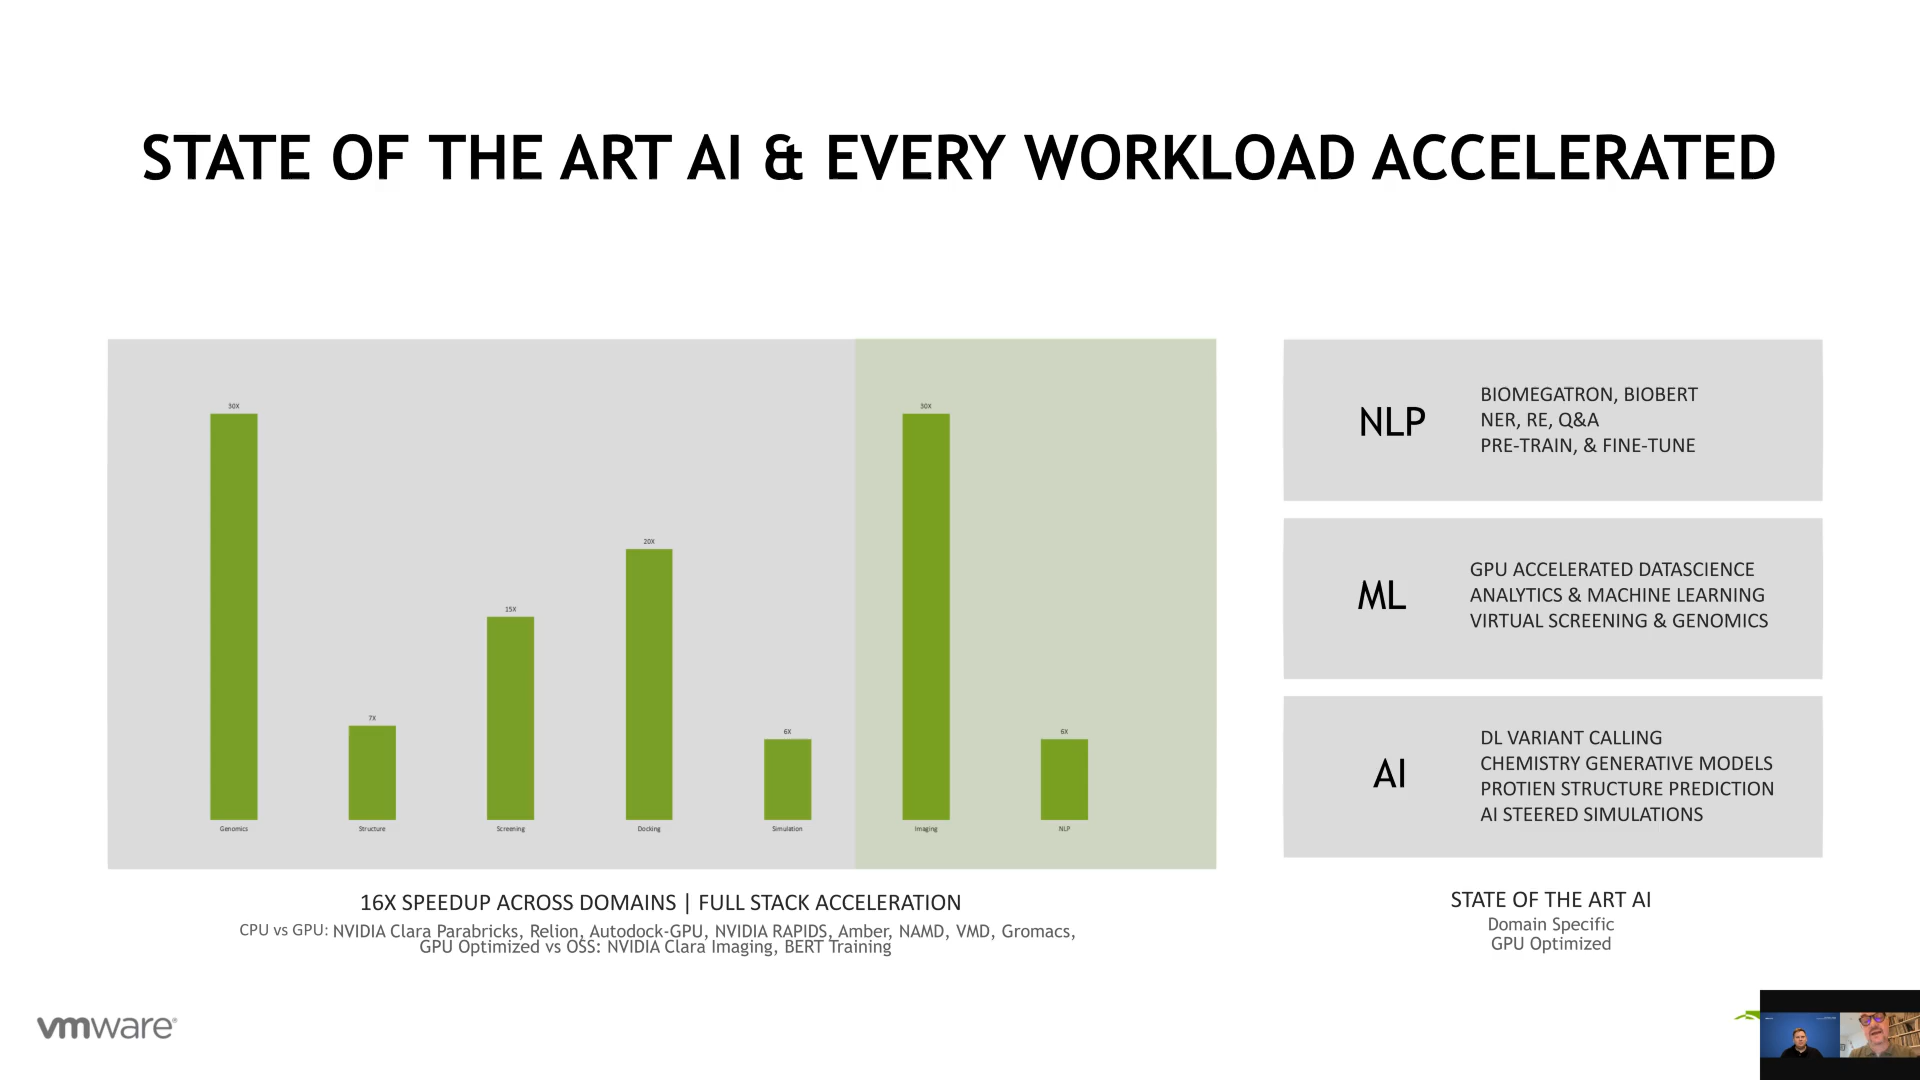 STATE OF THE ART AI & EVERY WORKLOAD ACCELERATED
30X
7X
15X
20X
6X
30X
6X
Genomics
Structure
Screening
Docking
Simulation
Imaging
NLP
16X SPEEDUP ACROSS DOMAINS | FULL STACK ACCELERATION
CPU vs GPU: NVIDIA Clara Parabricks, Relion, Autodock-GPU, NVIDIA RAPIDS, Amber, NAMD, VMD, Gromacs,
GPU Optimized vs OSS: NVIDIA Clara Imaging, BERT Training
NLP
BIOMEGATRON, BIOBERT
NER, RE, Q&A
PRE-TRAIN, & FINE-TUNE
ML
GPU ACCELERATED DATASCIENCE
ANALYTICS & MACHINE LEARNING
VIRTUAL SCREENING & GENOMICS
AI
DL VARIANT CALLING
CHEMISTRY GENERATIVE MODELS
PROTIEN STRUCTURE PREDICTION
AI STEERED SIMULATIONS
STATE OF THE ART AI
Domain Specific
GPU Optimized
vmware®